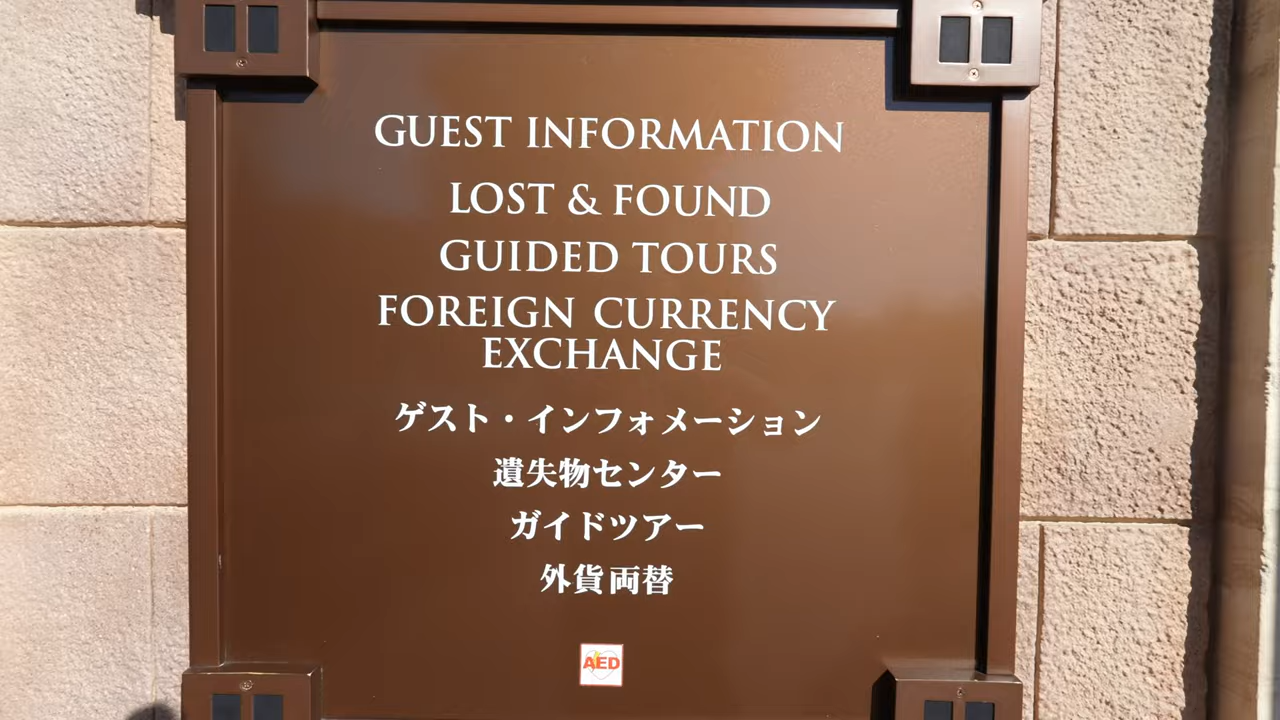 GUEST INFORMATION
LOST & FOUND
GUIDED TOURS
FOREIGN CURRENCY
EXCHANGE
ゲスト・インフォメーション
遺失物センター
ガイドツアー
外貨両替
AED